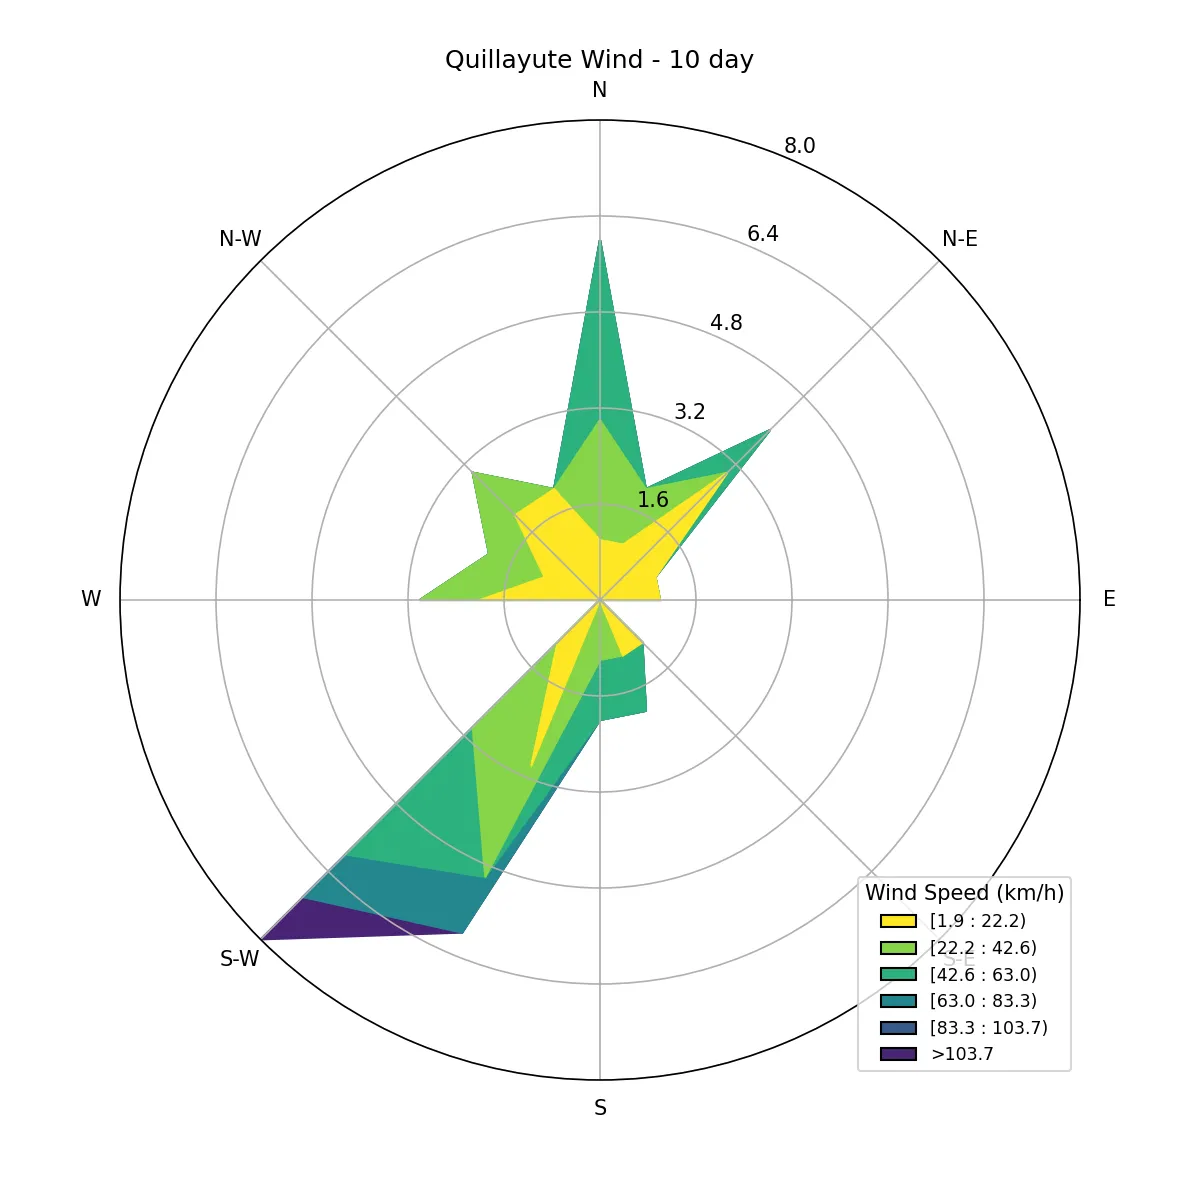 Quillayute Wind - 10 day
N
8.0
N-W
6.4
N-E
4.8
3.2
1.6
W
E
S-W
S-E
S
Wind Speed (km/h)
[1.9 : 22.2)
[22.2 : 42.6)
[42.6 : 63.0)
[63.0 : 83.3)
[83.3 : 103.7)
>103.7